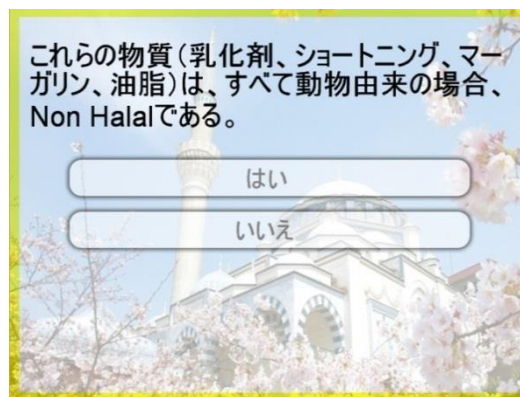 これらの物質（乳化剤、ショートニング、マー
ガリン、油脂）は、すべて動物由来の場合、
Non Halalである。
はい
いいえ